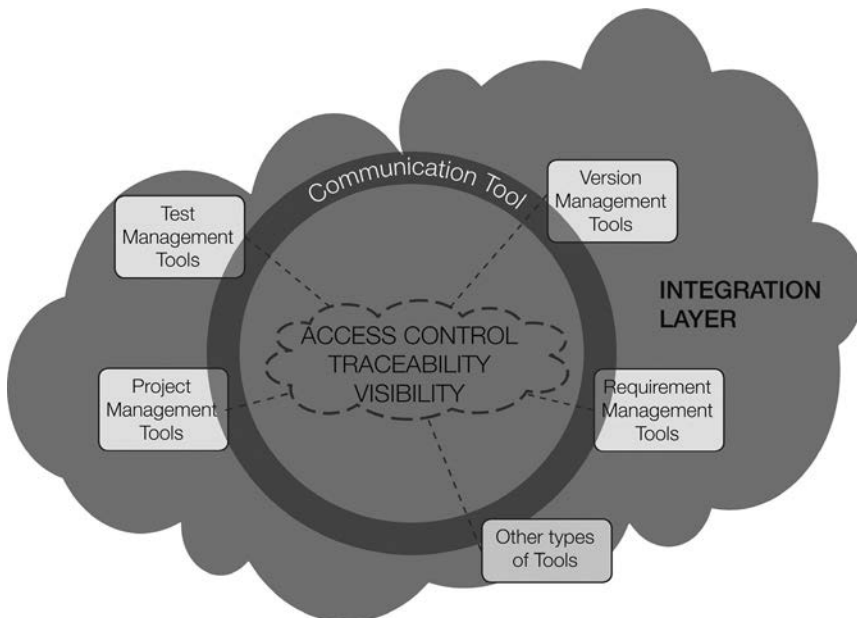 Communication Tool
Version
Management
Tools
Test
Management
Tools
INTEGRATION
LAYER
ACCESS CONTROL
TRACEABILITY
VISIBILITY
Project
Management
Tools
Requirement
Management
Tools
Other types
of Tools